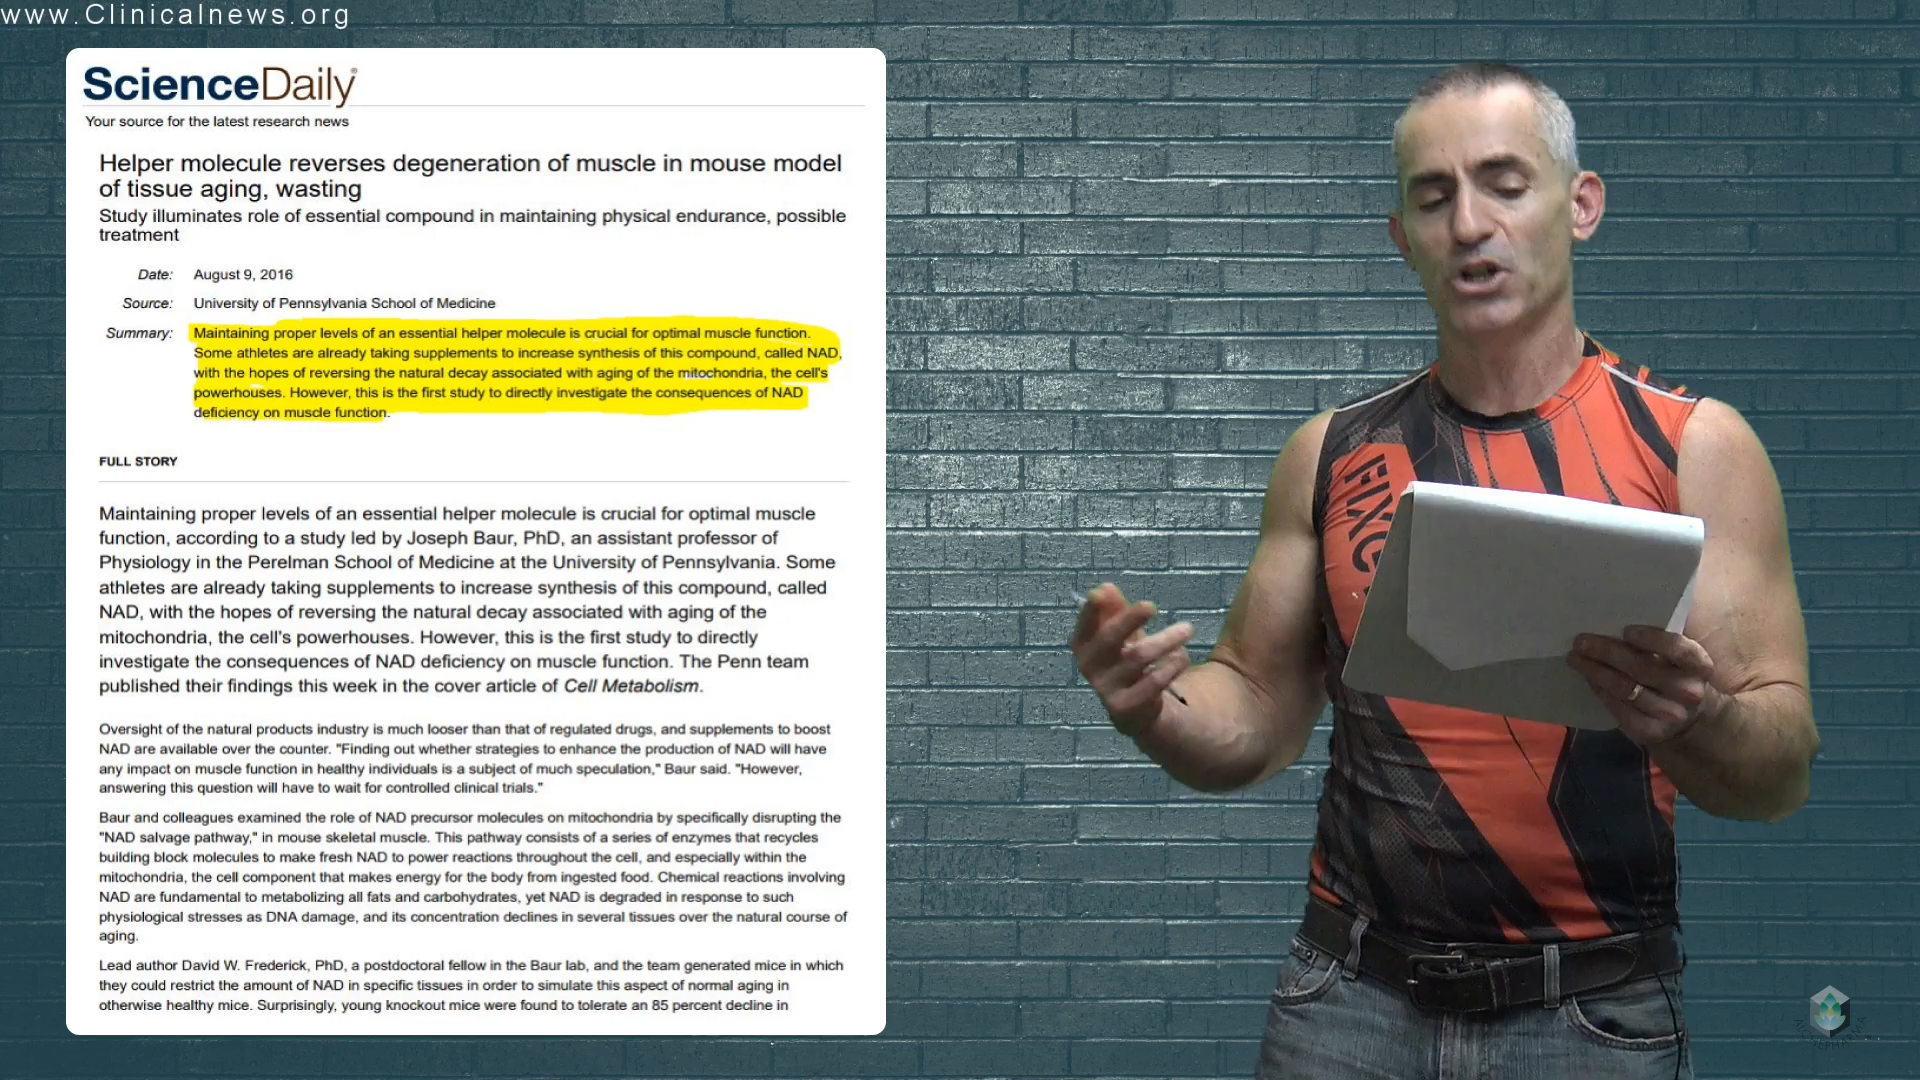 www.Clinicalnews.org
ScienceDaily®
Your source for the latest research news
Helper molecule reverses degeneration of muscle in mouse model
of tissue aging, wasting
Study illuminates role of essential compound in maintaining physical endurance, possible
treatment
Date: August 9, 2016
Source: University of Pennsylvania School of Medicine
Summary: Maintaining proper levels of an essential helper molecule is crucial for optimal muscle function.
Some athletes are already taking supplements to increase synthesis of this compound, called NAD,
with the hopes of reversing the natural decay associated with aging of the mitochondria, the cell's
powerhouses. However, this is the first study to directly investigate the consequences of NAD
deficiency on muscle function.
FULL STORY
Maintaining proper levels of an essential helper molecule is crucial for optimal muscle
function, according to a study led by Joseph Baur, PhD, an assistant professor of
Physiology in the Perelman School of Medicine at the University of Pennsylvania. Some
athletes are already taking supplements to increase synthesis of this compound, called
NAD, with the hopes of reversing the natural decay associated with aging of the
mitochondria, the cell's powerhouses. However, this is the first study to directly
investigate the consequences of NAD deficiency on muscle function. The Penn team
published their findings this week in the cover article of Cell Metabolism.
Oversight of the natural products industry is much looser than that of regulated drugs, and supplements to boost
NAD are available over the counter. "Finding out whether strategies to enhance the production of NAD will have
any impact on muscle function in healthy individuals is a subject of much speculation," Baur said. "However,
answering this question will have to wait for controlled clinical trials."
Baur and colleagues examined the role of NAD precursor molecules on mitochondria by specifically disrupting the
"NAD salvage pathway," in mouse skeletal muscle. This pathway consists of a series of enzymes that recycles
building block molecules to make fresh NAD to power reactions throughout the cell, and especially within the
mitochondria, the cell component that makes energy for the body from ingested food. Chemical reactions involving
NAD are fundamental to metabolizing all fats and carbohydrates, yet NAD is degraded in response to such
physiological stresses as DNA damage, and its concentration declines in several tissues over the natural course of
aging.
Lead author David W. Frederick, PhD, a postdoctoral fellow in the Baur lab, and the team generated mice in which
they could restrict the amount of NAD in specific tissues in order to simulate this aspect of normal aging in
otherwise healthy mice. Surprisingly, young knockout mice were found to tolerate an 85 percent decline in